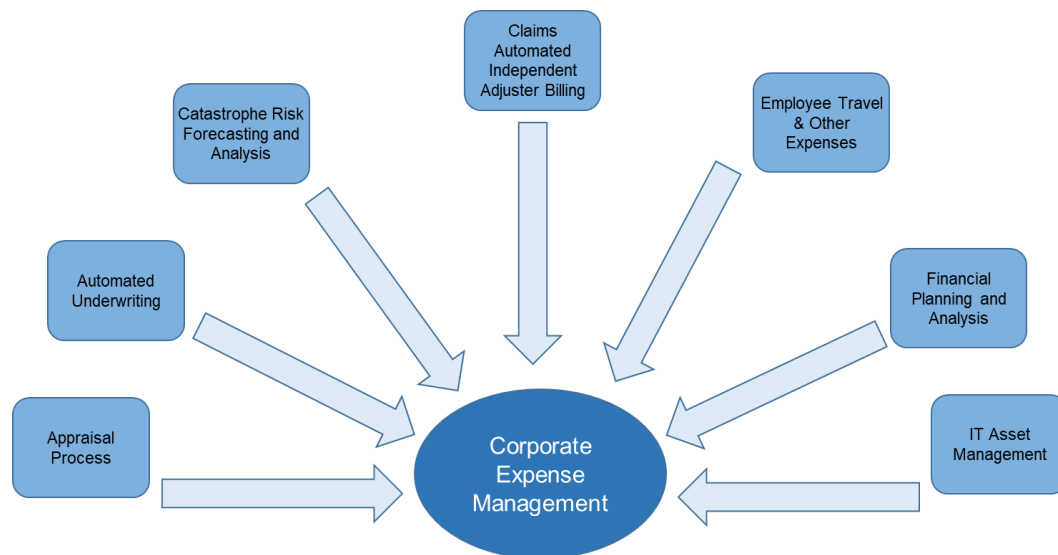 Claims
Automated
Independent
Adjuster Billing
Catastrophe Risk
Forecasting and
Analysis
Employee Travel
& Other
Expenses
Automated
Underwriting
Financial
Planning and
Analysis
Appraisal
Process
Corporate
Expense
Management
IT Asset
Management